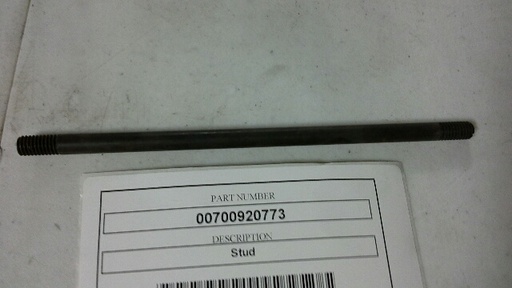 PART NUMBER
00700920773
DESCRIPTION
Stud